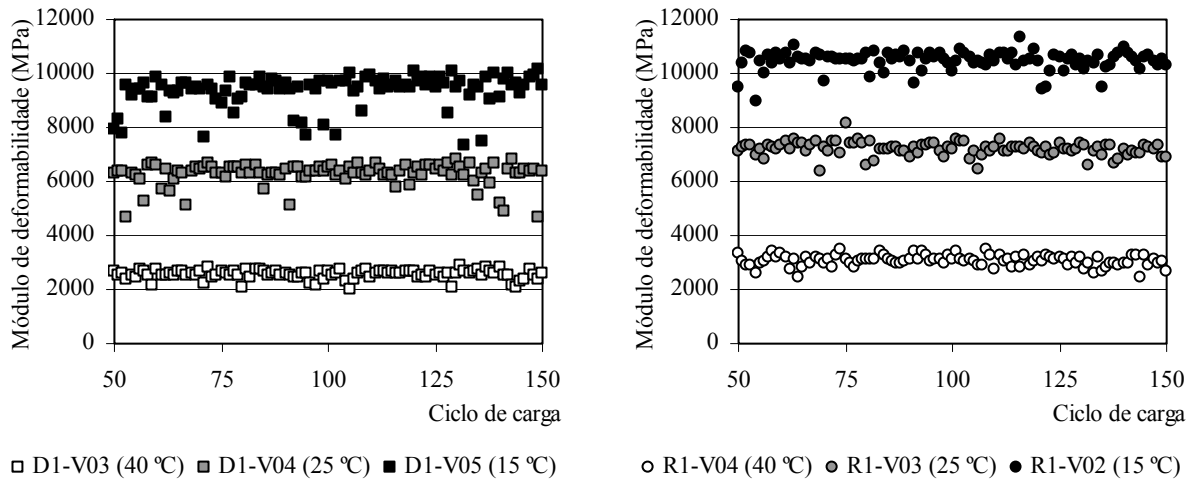 Módulo de deformabilidade (MPa)
12000
10000
8000
6000
4000
2000
0
50 75 100 125 150
Ciclo de carga
D1-V03 (40 ºC) D1-V04 (25 ºC) D1-V05 (15 ºC)
Módulo de deformabilidade (MPa)
12000
10000
8000
6000
4000
2000
0
50 75 100 125 150
Ciclo de carga
R1-V04 (40 ºC) R1-V03 (25 ºC) R1-V02 (15 ºC)